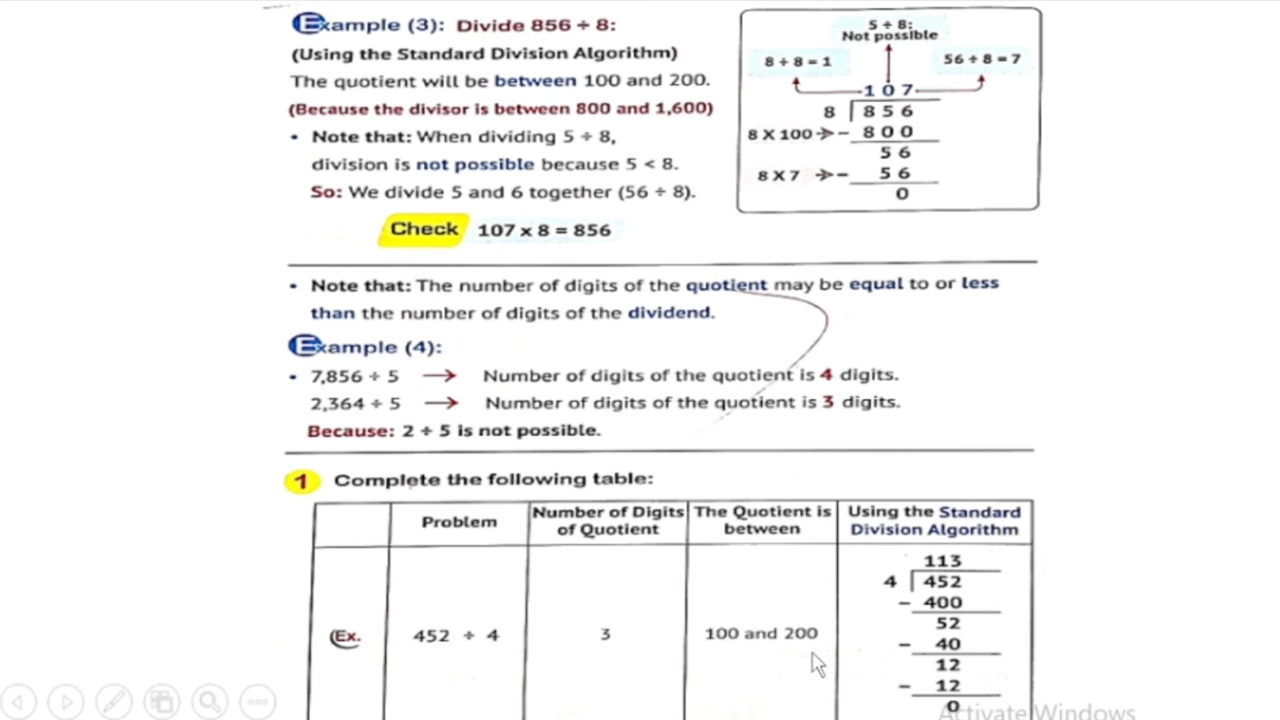 Example (3): Divide 856 ÷ 8:
(Using the Standard Division Algorithm)
The quotient will be between 100 and 200.
(Because the divisor is between 800 and 1,600)
• Note that: When dividing 5 ÷ 8,
division is not possible because 5 < 8.
So: We divide 5 and 6 together (56 ÷ 8).
Check 107 x 8 = 856
5 ÷ 8:
Not possible
8 ÷ 8 = 1
56 ÷ 8 = 7
1 0 7
8 8 5 6
8 X 100 → - 8 0 0
5 6
8 X 7 → - 5 6
0
• Note that: The number of digits of the quotient may be equal to or less
than the number of digits of the dividend.
Example (4):
• 7,856 ÷ 5 → Number of digits of the quotient is 4 digits.
2,364 ÷ 5 → Number of digits of the quotient is 3 digits.
Because: 2 ÷ 5 is not possible.
1 Complete the following table:
Problem
Number of Digits
of Quotient
The Quotient is
between
Using the Standard
Division Algorithm
Ex.
452 ÷ 4
3
100 and 200
113
4 452
- 400
52
- 40
12
- 12
0
Activate Windows